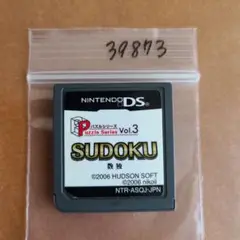 39873
NINTENDO DS
パズルシリーズ
Puzzle Series Vol.3
SUDOKU
数独
©2006 HUDSON SOFT
©2006 nikoli
NTR-ASQJ-JPN